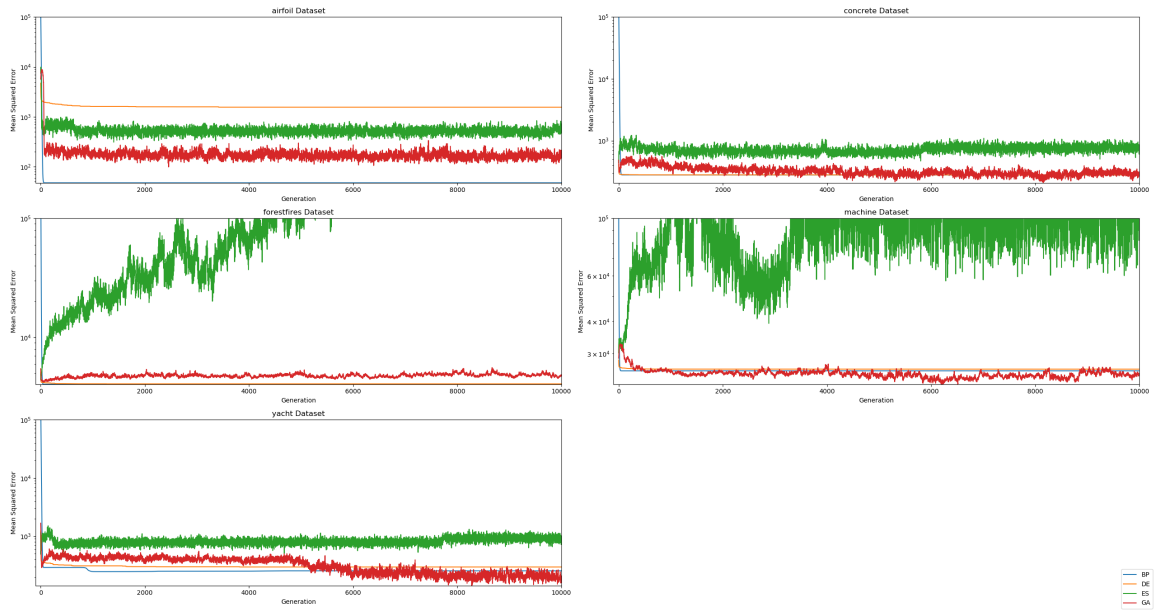 airfoil Dataset
10^5
10^4
10^3
10^2
Mean Squared Error
0 2000 4000 6000 8000 10000
Generation
concrete Dataset
10^5
10^4
10^3
Mean Squared Error
0 2000 4000 6000 8000 10000
Generation
forestfires Dataset
10^5
10^4
Mean Squared Error
0 2000 4000 6000 8000 10000
Generation
machine Dataset
10^5
6 × 10^4
4 × 10^4
3 × 10^4
Mean Squared Error
0 2000 4000 6000 8000 10000
Generation
yacht Dataset
10^5
10^4
10^3
Mean Squared Error
0 2000 4000 6000 8000 10000
Generation
BP
DE
ES
GA